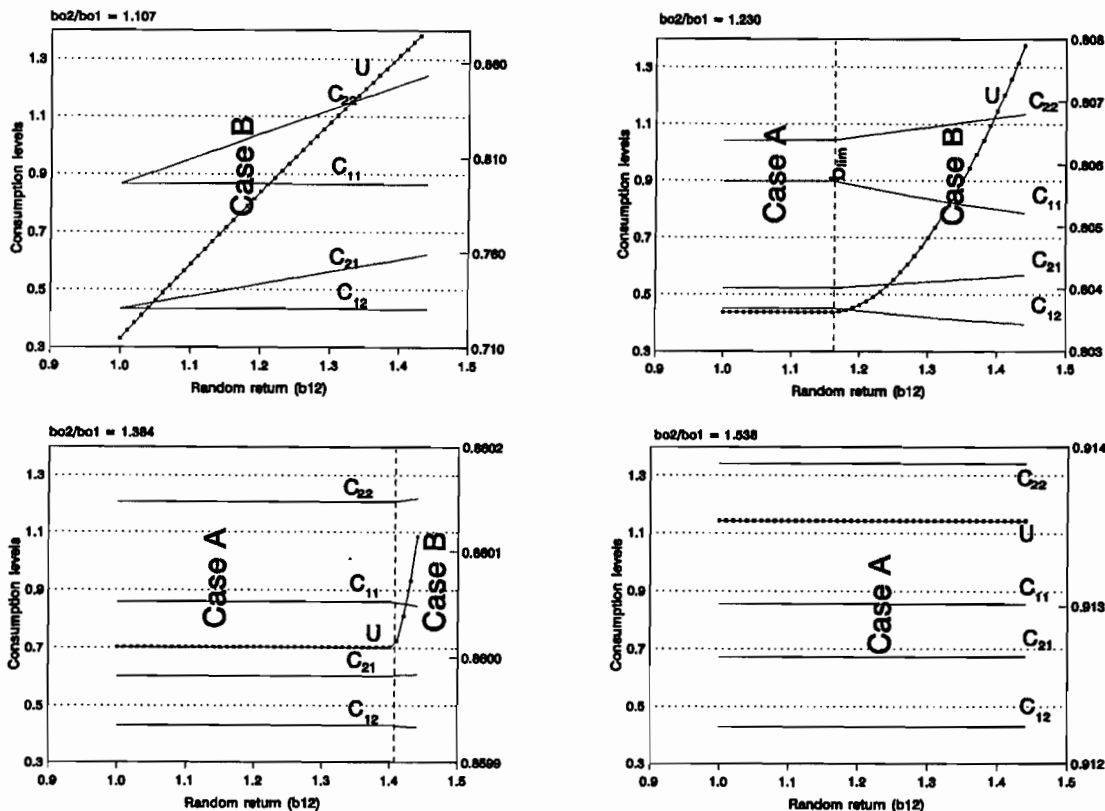 bo2/bo1 = 1.107
Consumption levels
1.3
1.1
0.9
0.7
0.5
0.3
0.860
0.810
0.760
0.710
U
C22
Case B
C11
C21
C12
0.9 1.0 1.1 1.2 1.3 1.4 1.5
Random return (b12)
bo2/bo1 = 1.230
Consumption levels
1.3
1.1
0.9
0.7
0.5
0.3
0.808
0.807
0.806
0.805
0.804
0.803
U
C22
Case A
blim
Case B
C11
C21
C12
0.9 1.0 1.1 1.2 1.3 1.4 1.5
Random return (b12)
bo2/bo1 = 1.384
Consumption levels
1.3
1.1
0.9
0.7
0.5
0.3
0.8602
0.8601
0.8600
0.8599
C22
Case A
Case B
C11
U
C21
C12
0.9 1.0 1.1 1.2 1.3 1.4 1.5
Random return (b12)
bo2/bo1 = 1.538
Consumption levels
1.3
1.1
0.9
0.7
0.5
0.3
0.914
0.913
0.912
C22
U
Case A
C11
C21
C12
0.9 1.0 1.1 1.2 1.3 1.4 1.5
Random return (b12)